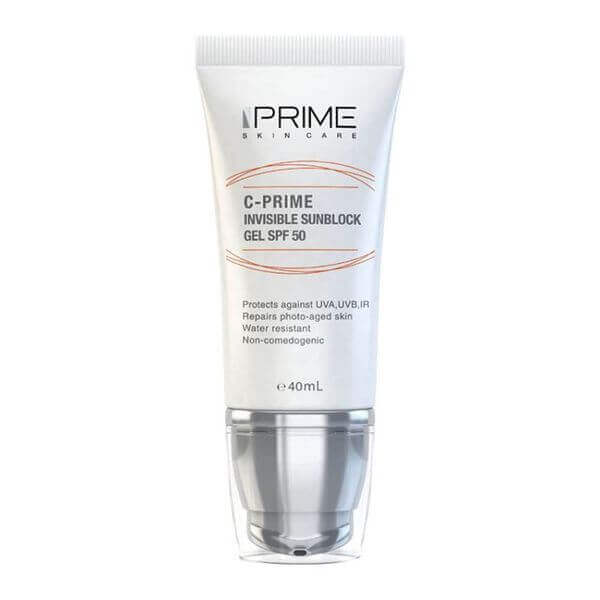 PRIME
SKIN CARE
C-PRIME
INVISIBLE SUNBLOCK
GEL SPF 50
Protects against UVA,UVB,IR
Repairs photo-aged skin
Water resistant
Non-comedogenic
℮40mL